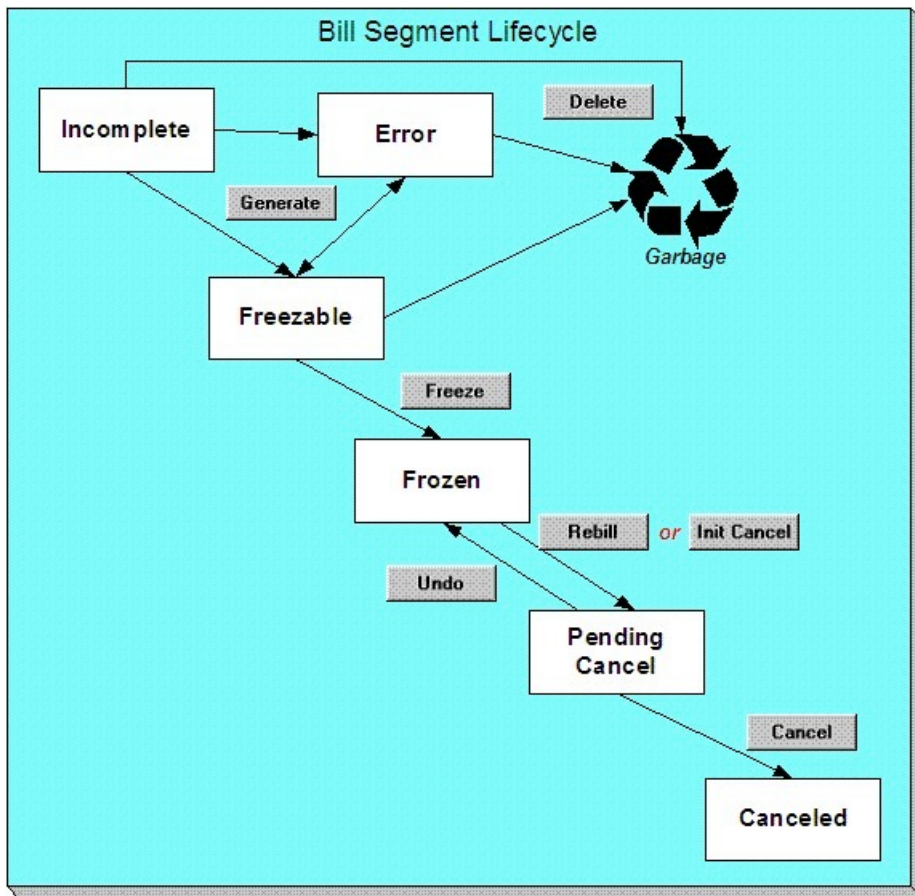 Bill Segment Lifecycle
Delete
Incomplete
Error
Generate
Garbage
Freezable
Freeze
Frozen
Rebill or Init Cancel
Undo
Pending
Cancel
Cancel
Canceled